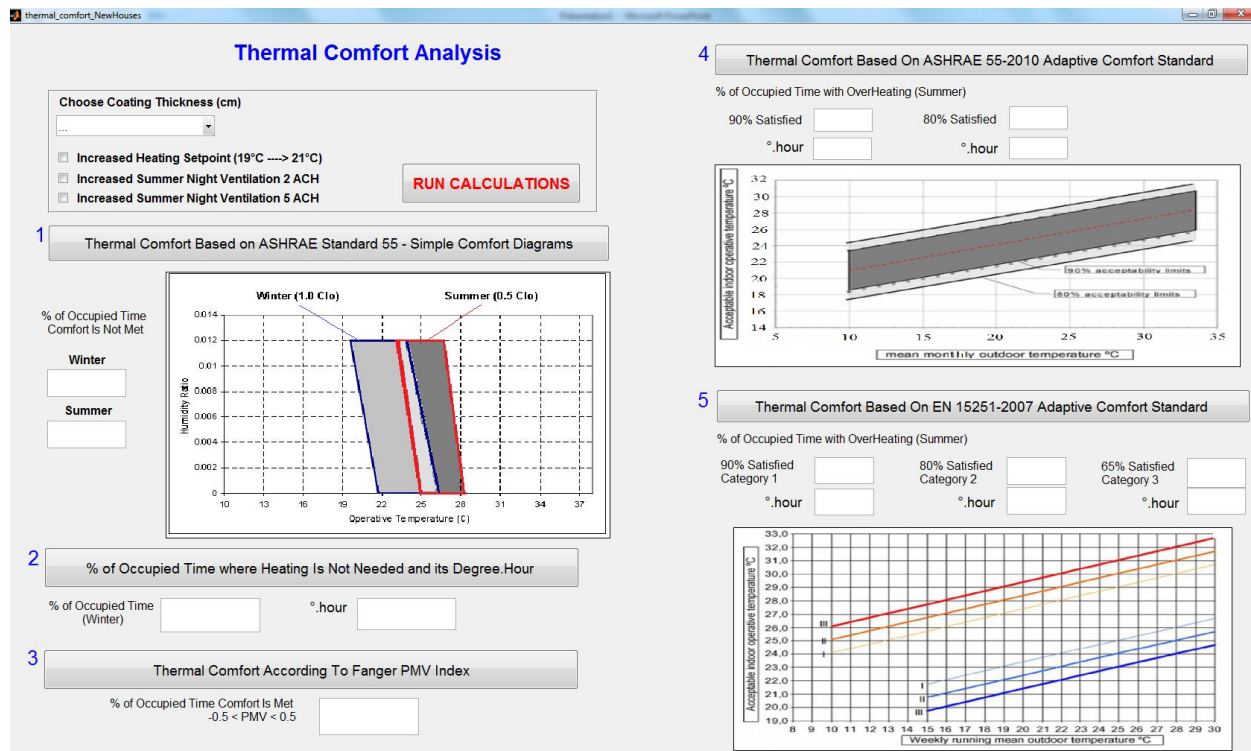 thermal_comfort_NewHouses
Presentation1 - Microsoft PowerPoint
Thermal Comfort Analysis
Choose Coating Thickness (cm)
...
Increased Heating Setpoint (19°C ----> 21°C)
Increased Summer Night Ventilation 2 ACH
Increased Summer Night Ventilation 5 ACH
RUN CALCULATIONS
1
Thermal Comfort Based on ASHRAE Standard 55 - Simple Comfort Diagrams
% of Occupied Time
Comfort Is Not Met
Winter
Summer
Winter (1.0 Clo)
Summer (0.5 Clo)
0.014
0.012
0.01
0.008
0.006
0.004
0.002
0
Humidity Ratio
10 13 16 19 22 25 28 31 34 37
Operative Temperature (C)
2
% of Occupied Time where Heating Is Not Needed and its Degree.Hour
% of Occupied Time
(Winter)
°.hour
3
Thermal Comfort According To Fanger PMV Index
% of Occupied Time Comfort Is Met
-0.5 < PMV < 0.5
4
Thermal Comfort Based On ASHRAE 55-2010 Adaptive Comfort Standard
% of Occupied Time with OverHeating (Summer)
90% Satisfied
80% Satisfied
°.hour
°.hour
Acceptable indoor operative temperature ºC
32
30
28
26
24
22
20
18
16
14
90% acceptability limits
80% acceptability limits
5 10 15 20 25 30 35
mean monthly outdoor temperature ºC
5
Thermal Comfort Based On EN 15251-2007 Adaptive Comfort Standard
% of Occupied Time with OverHeating (Summer)
90% Satisfied
Category 1
80% Satisfied
Category 2
65% Satisfied
Category 3
°.hour
°.hour
°.hour
Acceptable indoor operative temperature ºC
33,0
31,0
30,0
29,0
28,0
27,0
26,0
25,0
24,0
23,0
22,0
21,0
20,0
19,0
III
II
I
I
II
III
8 9 10 11 12 13 14 15 16 17 18 19 20 21 22 23 24 25 26 27 28 29 30
Weekly running mean outdoor temperature ºC